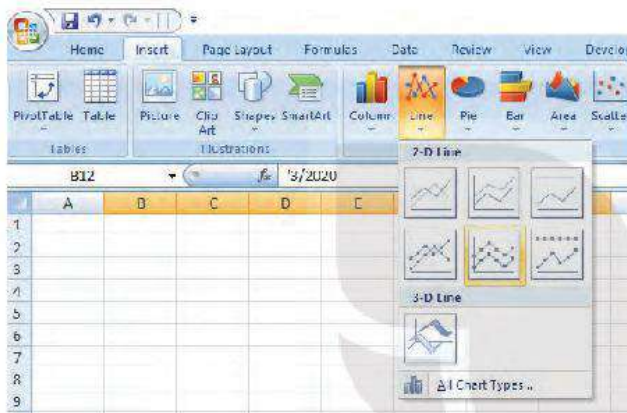 Home Insert Page Layout Formulas Data Review View Develo
PivotTable Table Picture Clip Art Shapes SmartArt Column Line Pie Bar Area Scatte
Tables Illustrations
B12 fx '3/2020
A B C D E
2-D Line
1
2
3
4
5
6
7
8
9
3-D Line
All Chart Types...